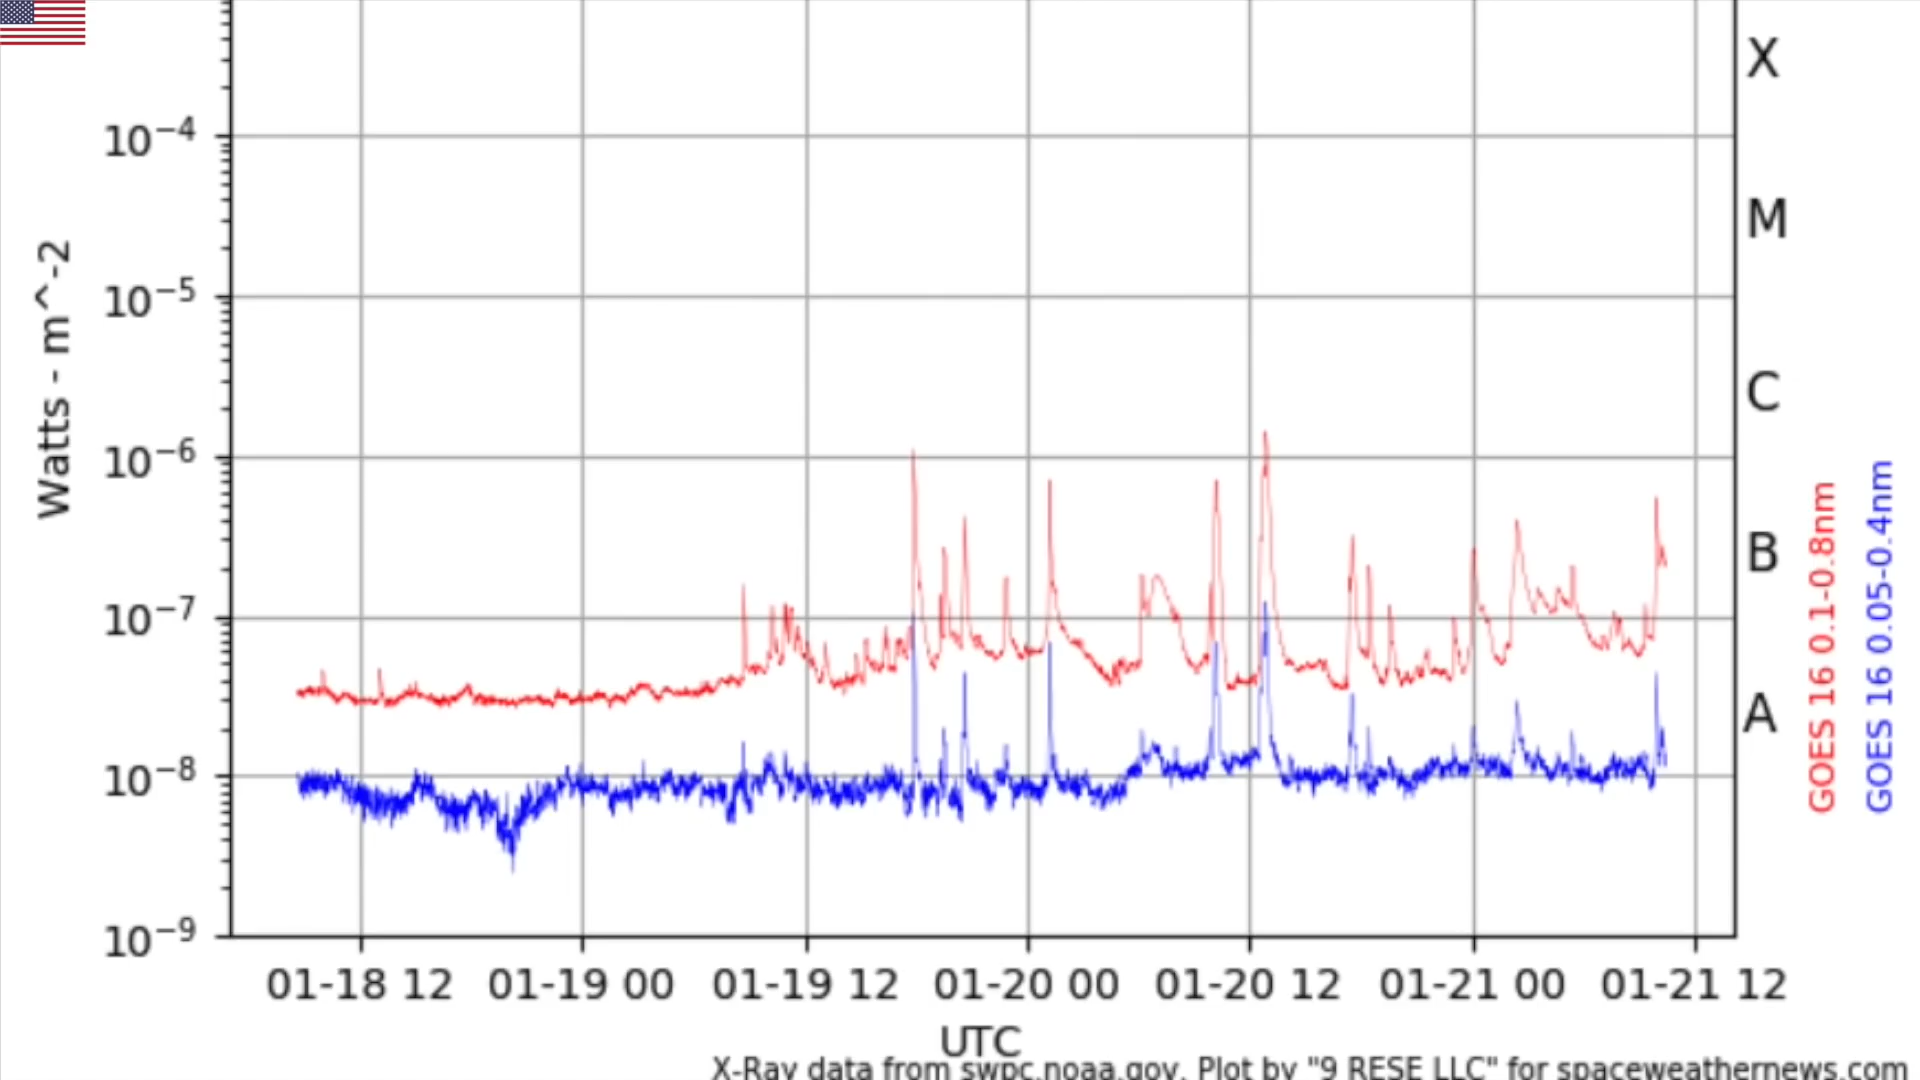 X
10⁻⁴
M
10⁻⁵
C
10⁻⁶
B
10⁻⁷
A
10⁻⁸
10⁻⁹
Watts - m^-2
GOES 16 0.1-0.8nm
GOES 16 0.05-0.4nm
01-18 12 01-19 00 01-19 12 01-20 00 01-20 12 01-21 00 01-21 12
UTC
X-Ray data from swpc.noaa.gov. Plot by "9 RESE LLC" for spaceweathernews.com